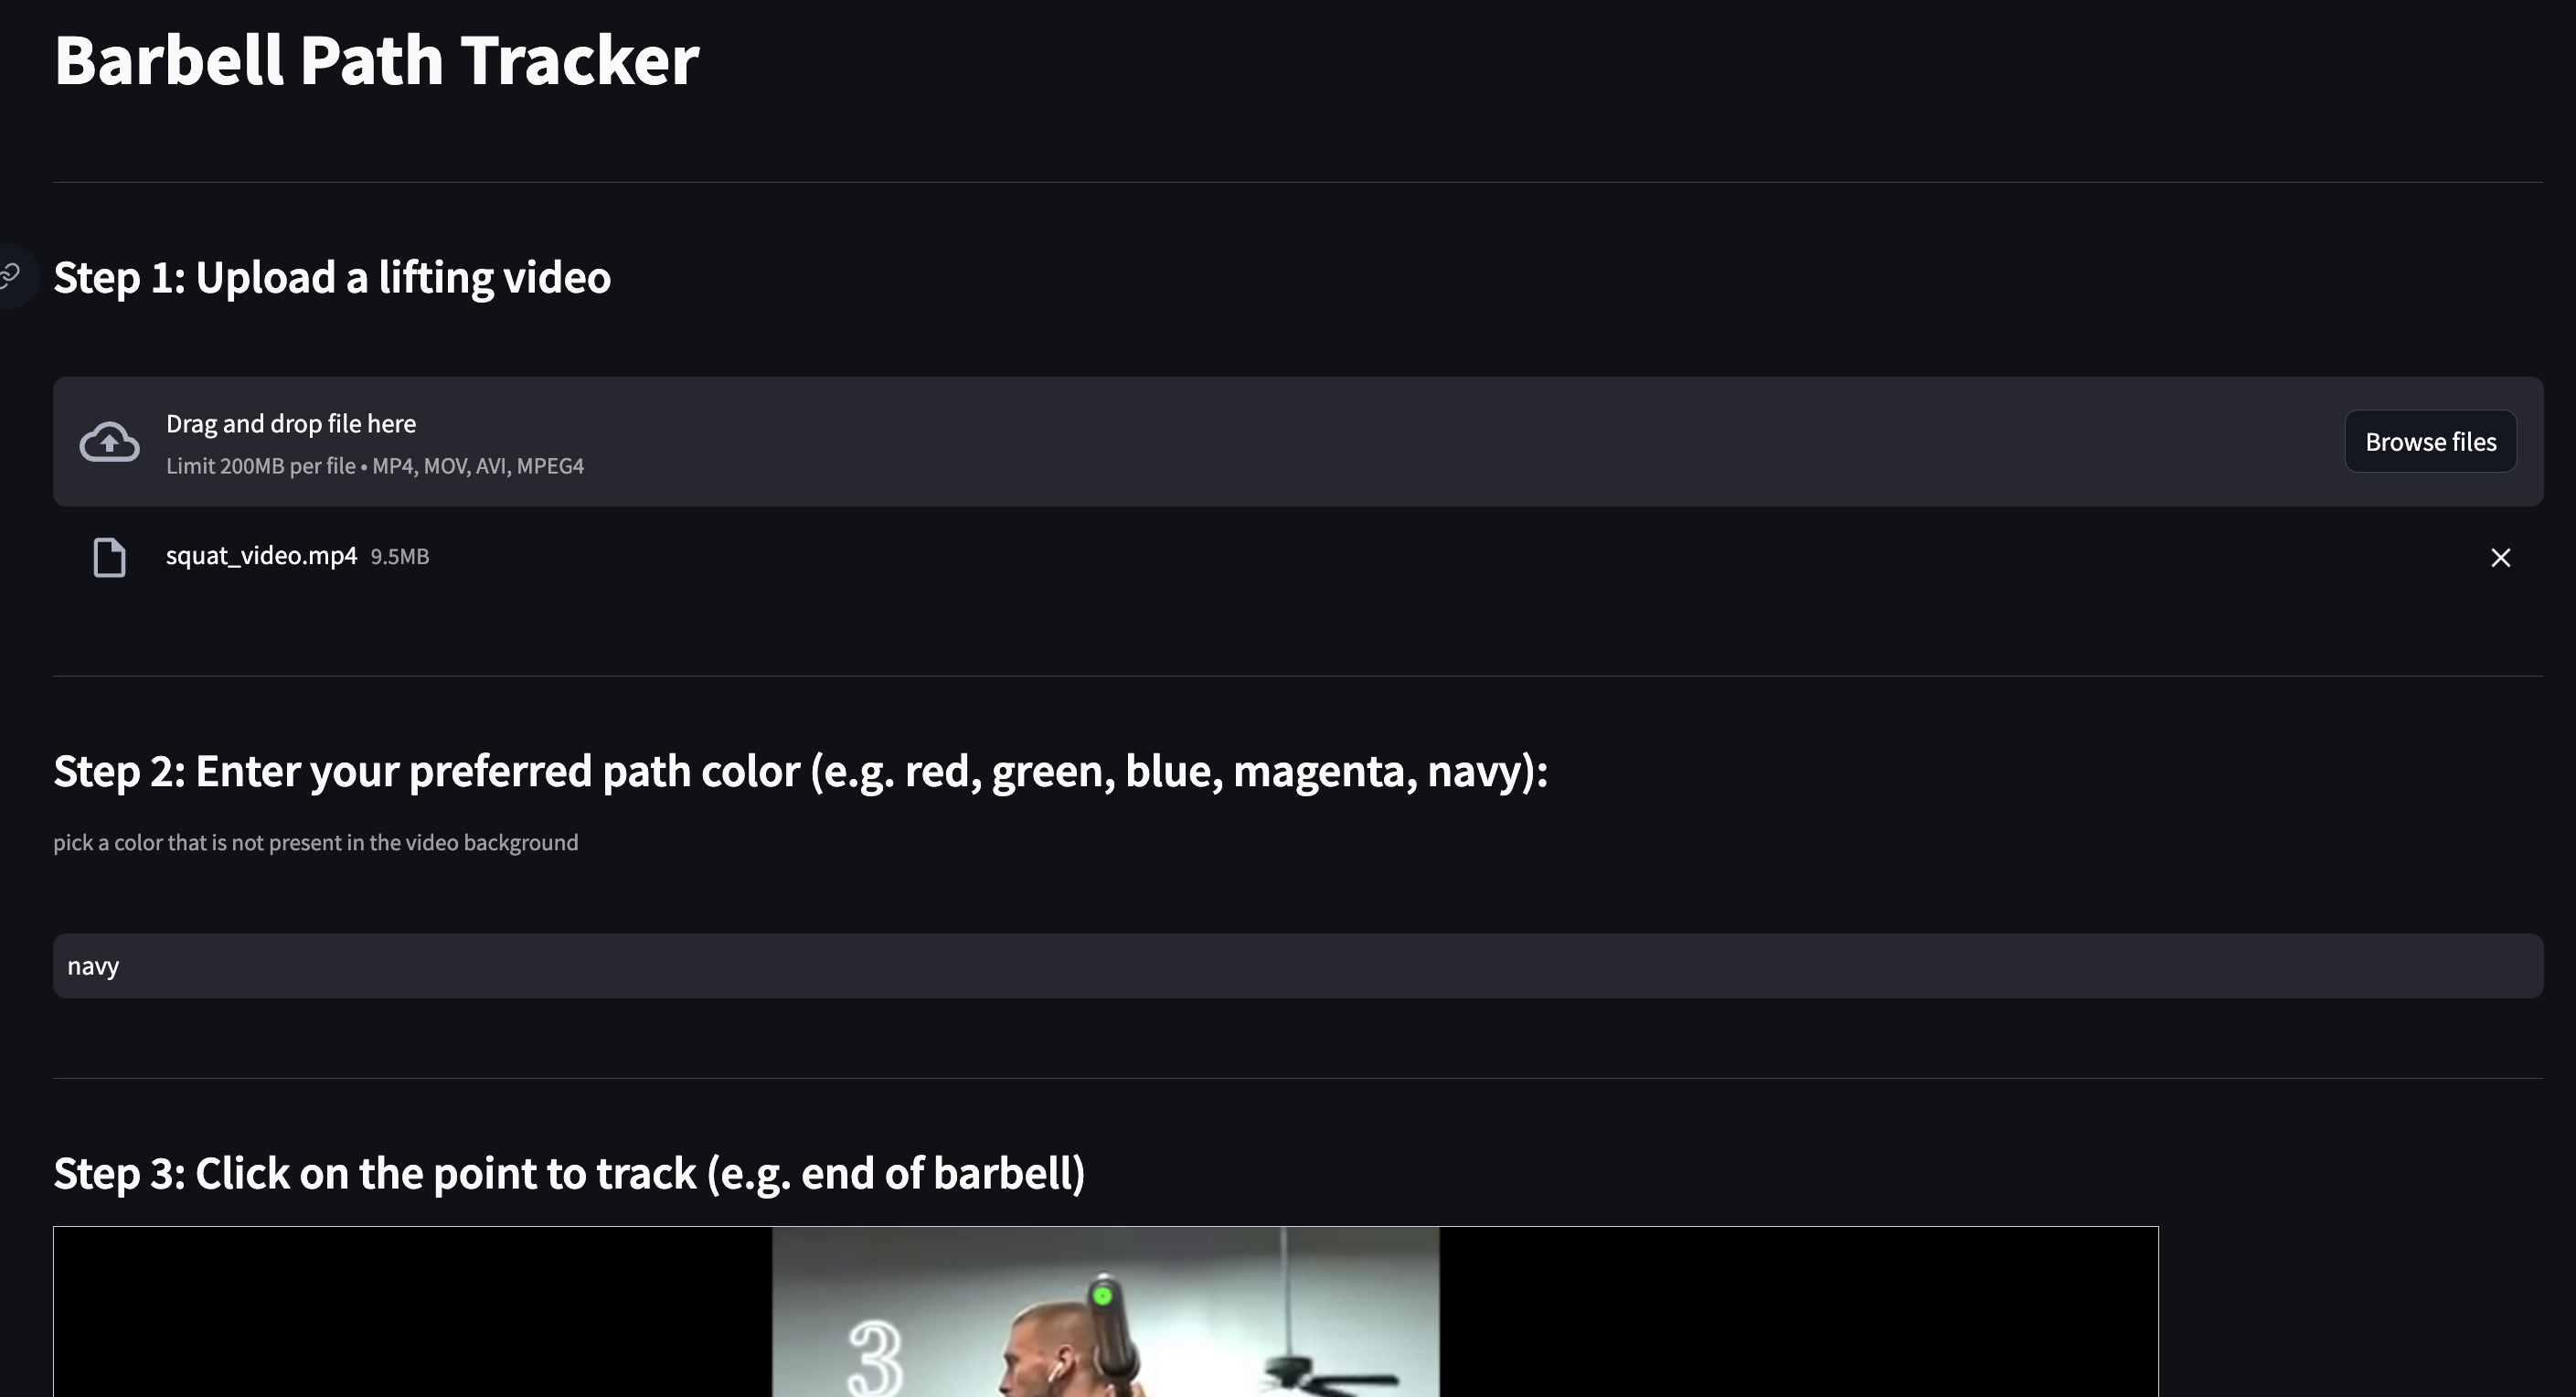 Barbell Path Tracker
Step 1: Upload a lifting video
Drag and drop file here
Limit 200MB per file • MP4, MOV, AVI, MPEG4
Browse files
squat_video.mp4 9.5MB
Step 2: Enter your preferred path color (e.g. red, green, blue, magenta, navy):
pick a color that is not present in the video background
navy
Step 3: Click on the point to track (e.g. end of barbell)
3